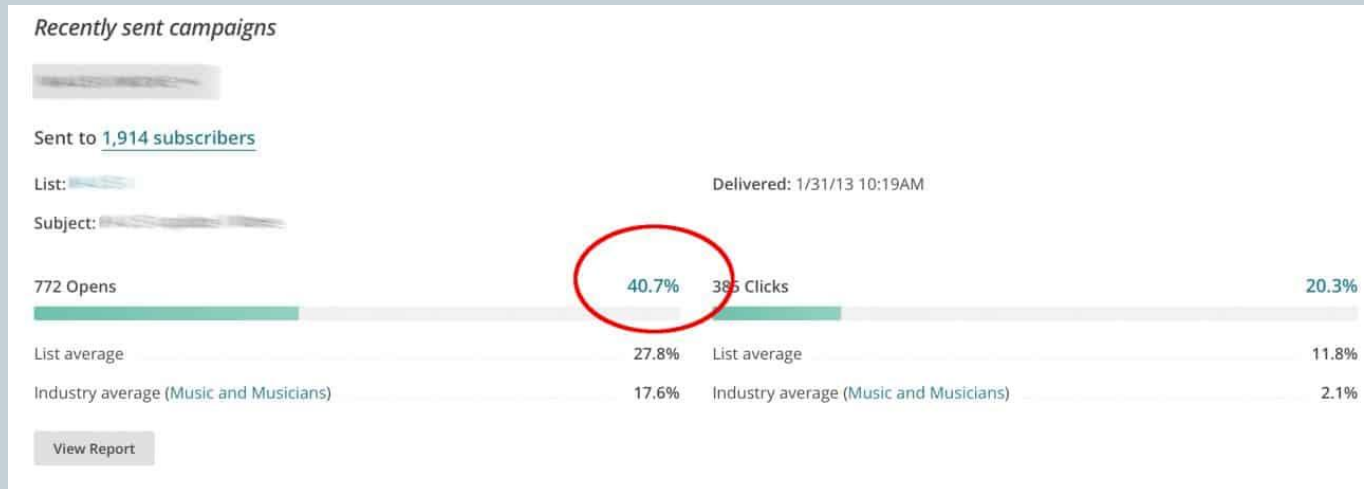 Recently sent campaigns
Sent to 1,914 subscribers
List:
Delivered: 1/31/13 10:19AM
Subject:
772 Opens 40.7% 385 Clicks 20.3%
List average 27.8% List average 11.8%
Industry average (Music and Musicians) 17.6% Industry average (Music and Musicians) 2.1%
View Report